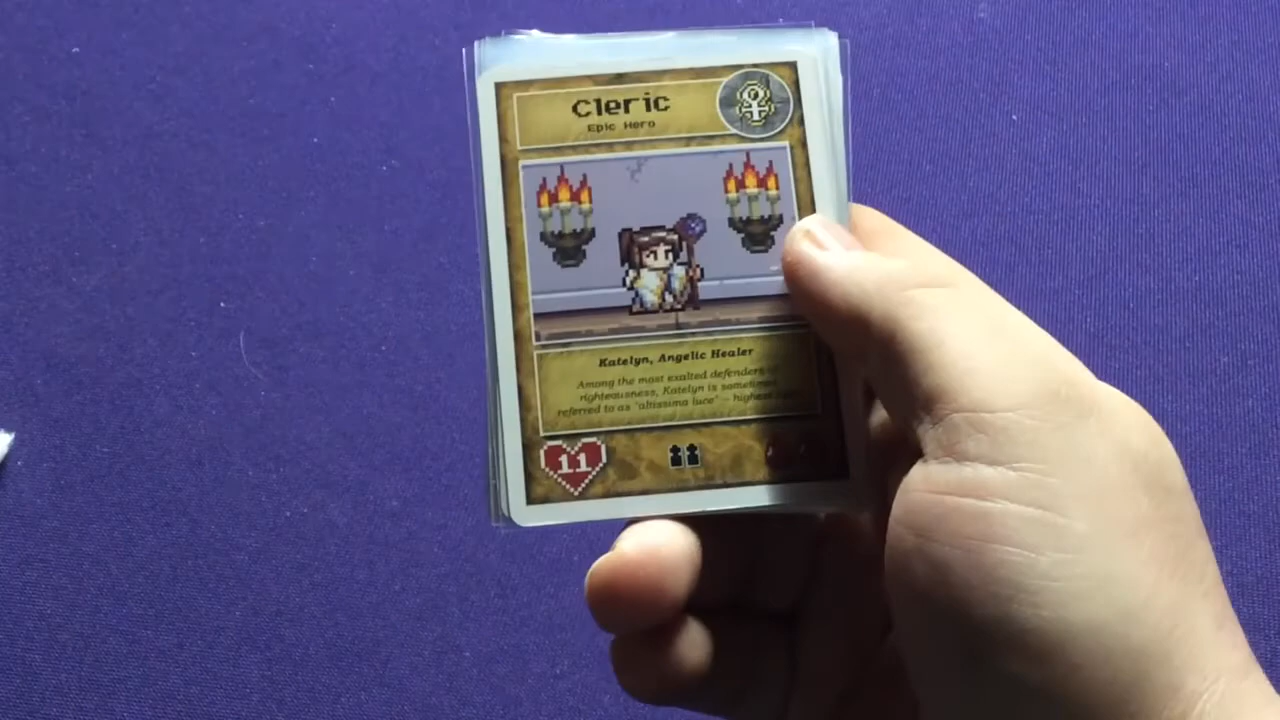 Cleric
Epic Hero
Katelyn, Angelic Healer
Among the most exalted defenders
righteousness, Katelyn is sometimes
referred to as 'altissima luce' – highest
11